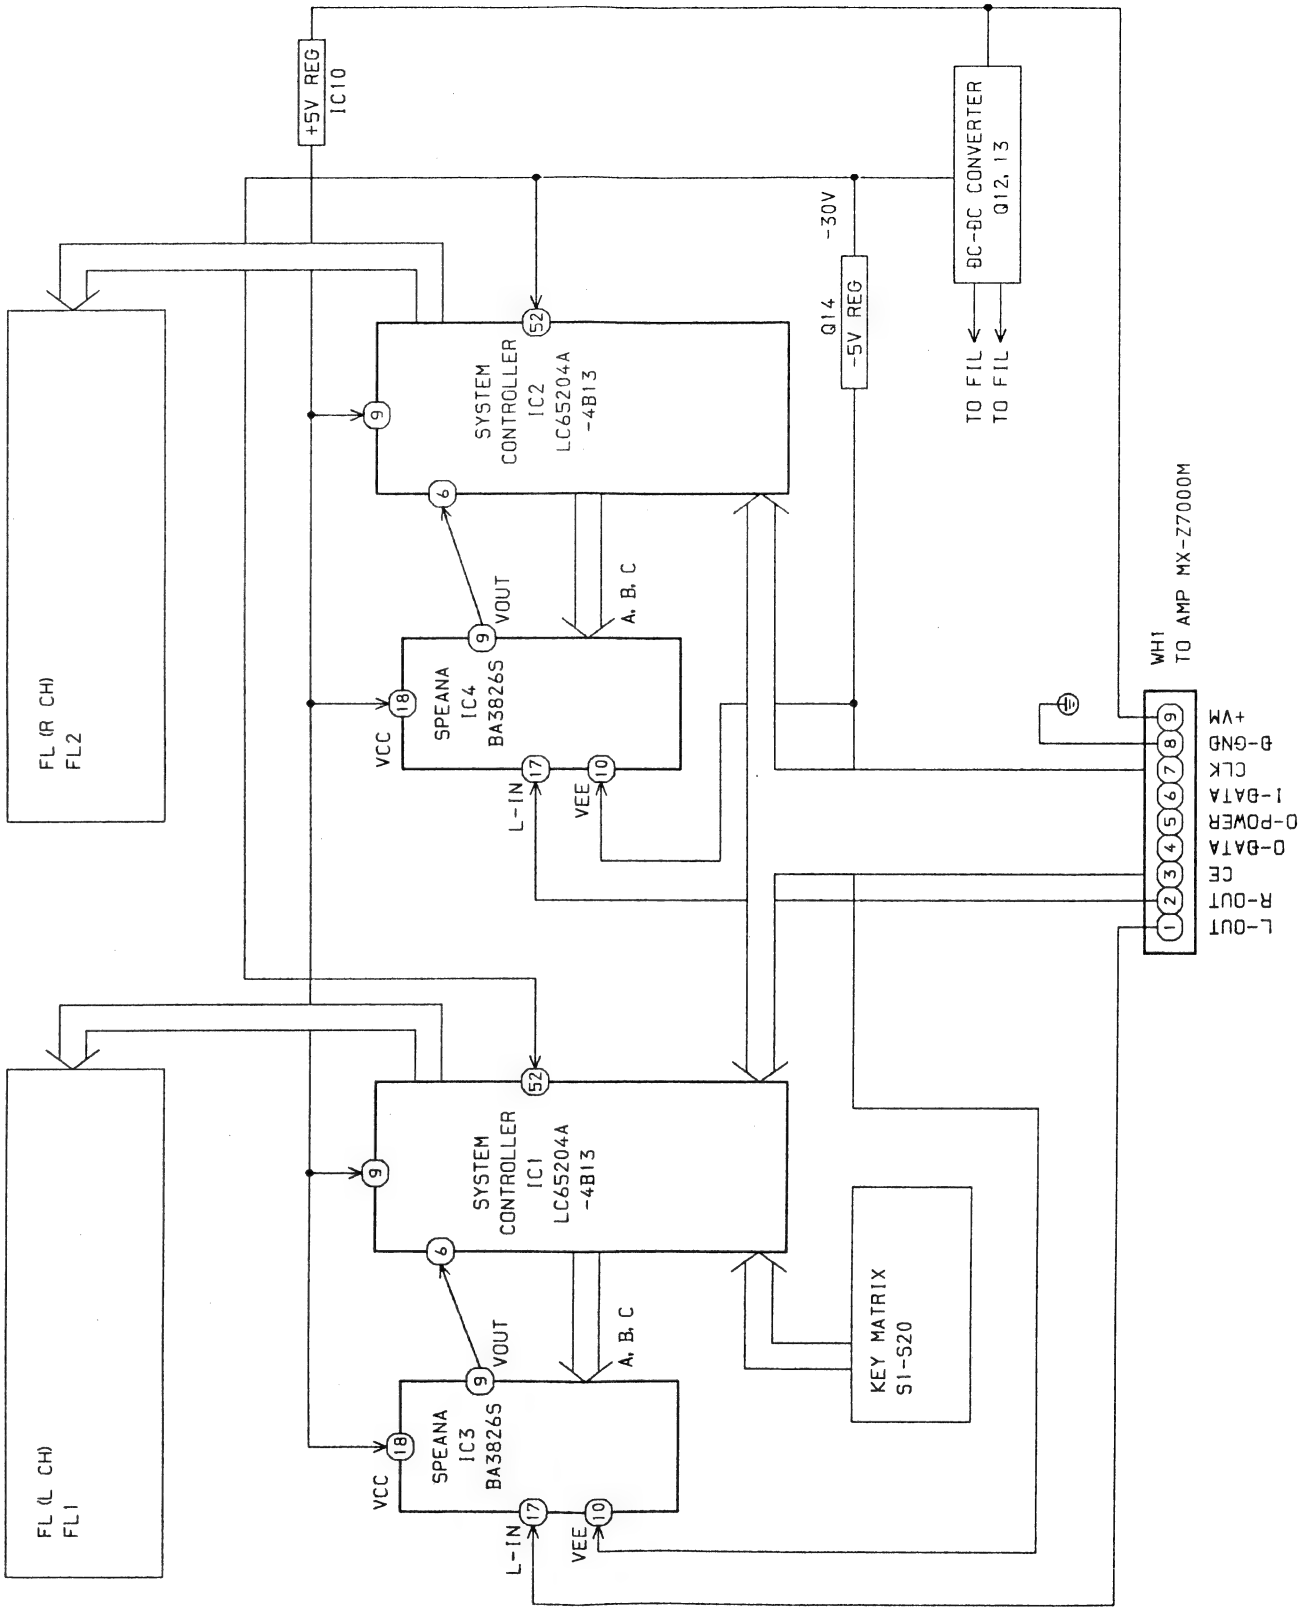 FL (L CH)
FL1
FL (R CH)
FL2
+5V REG
IC10
VCC
18
SPEANA
IC3
BA3826S
9
VOUT
L-IN
17
VEE
10
A, B, C
9
6
SYSTEM
CONTROLLER
IC1
LC65204A
-4B13
52
KEY MATRIX
S1-S20
VCC
18
SPEANA
IC4
BA3826S
9
VOUT
L-IN
17
VEE
10
A, B, C
9
6
SYSTEM
CONTROLLER
IC2
LC65204A
-4B13
52
Q14
-30V
-5V REG
DC-DC CONVERTER
Q12, 13
TO FIL
TO FIL
WH1
TO AMP MX-Z7000M
1
2
3
4
5
6
7
8
9
L-OUT
R-OUT
CE
O-DATA
O-POWER
I-DATA
CLK
D-GND
+VM